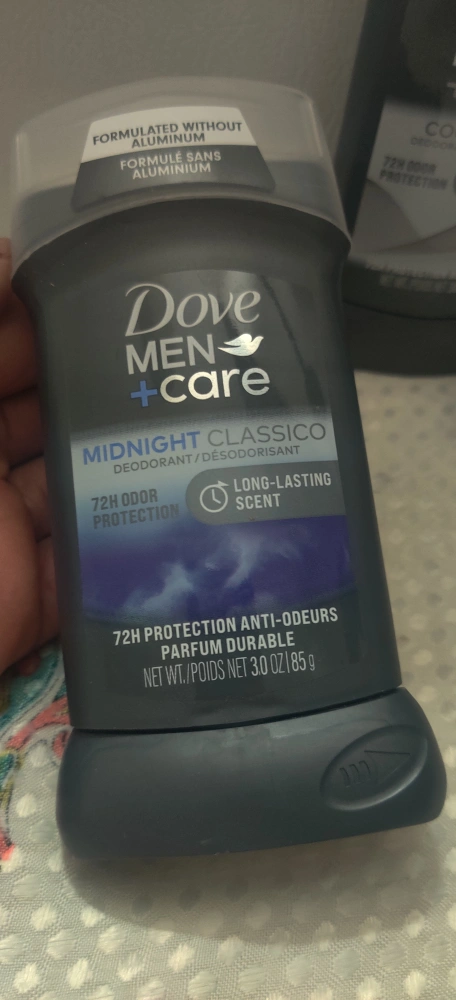 FORMULATED WITHOUT
ALUMINUM
FORMULÉ SANS
ALUMINIUM
Dove
MEN
+care
MIDNIGHT CLASSICO
DEODORANT/DÉSODORISANT
72H ODOR
PROTECTION
LONG-LASTING
SCENT
72H PROTECTION ANTI-ODEURS
PARFUM DURABLE
NET WT./POIDS NET 3.0 OZ | 85 g
72H ODOR
PROTECTION